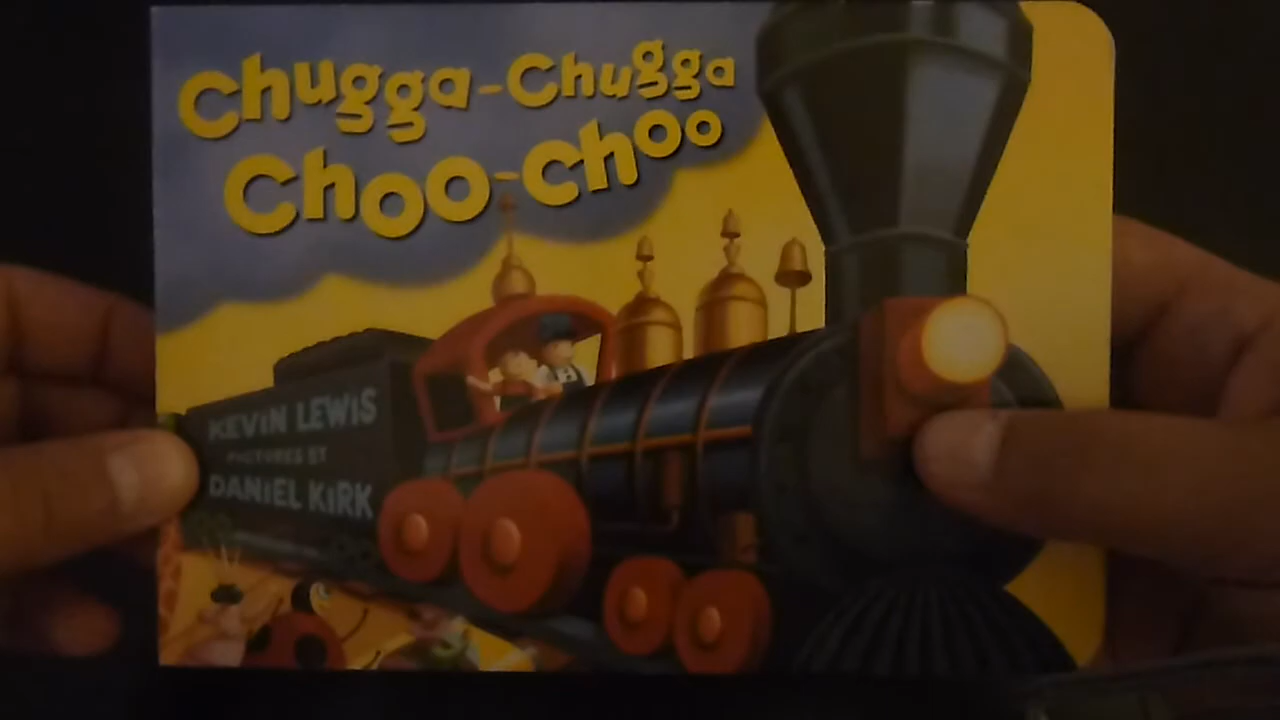 Chugga-Chugga
Choo-choo
KEVIN LEWIS
PICTURES BY
DANIEL KIRK